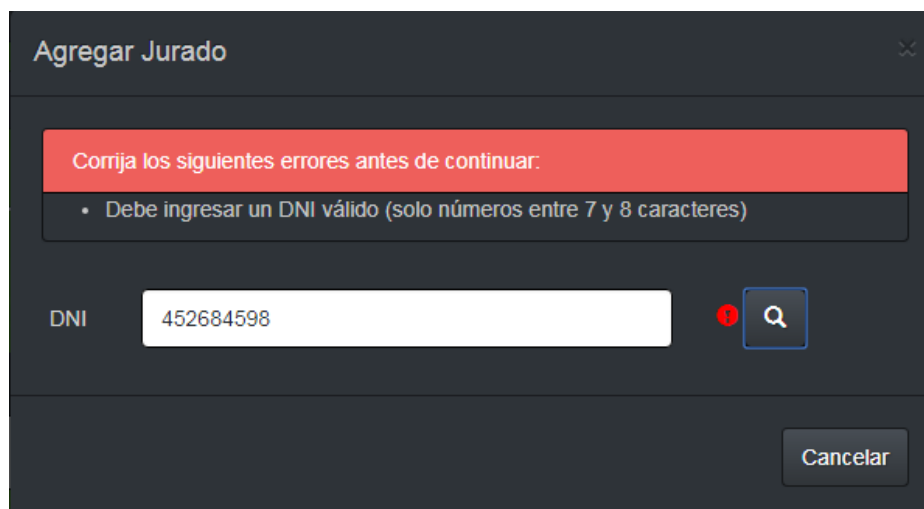 Agregar Jurado
Corrija los siguientes errores antes de continuar:
• Debe ingresar un DNI válido (solo números entre 7 y 8 caracteres)
DNI 452684598
Cancelar